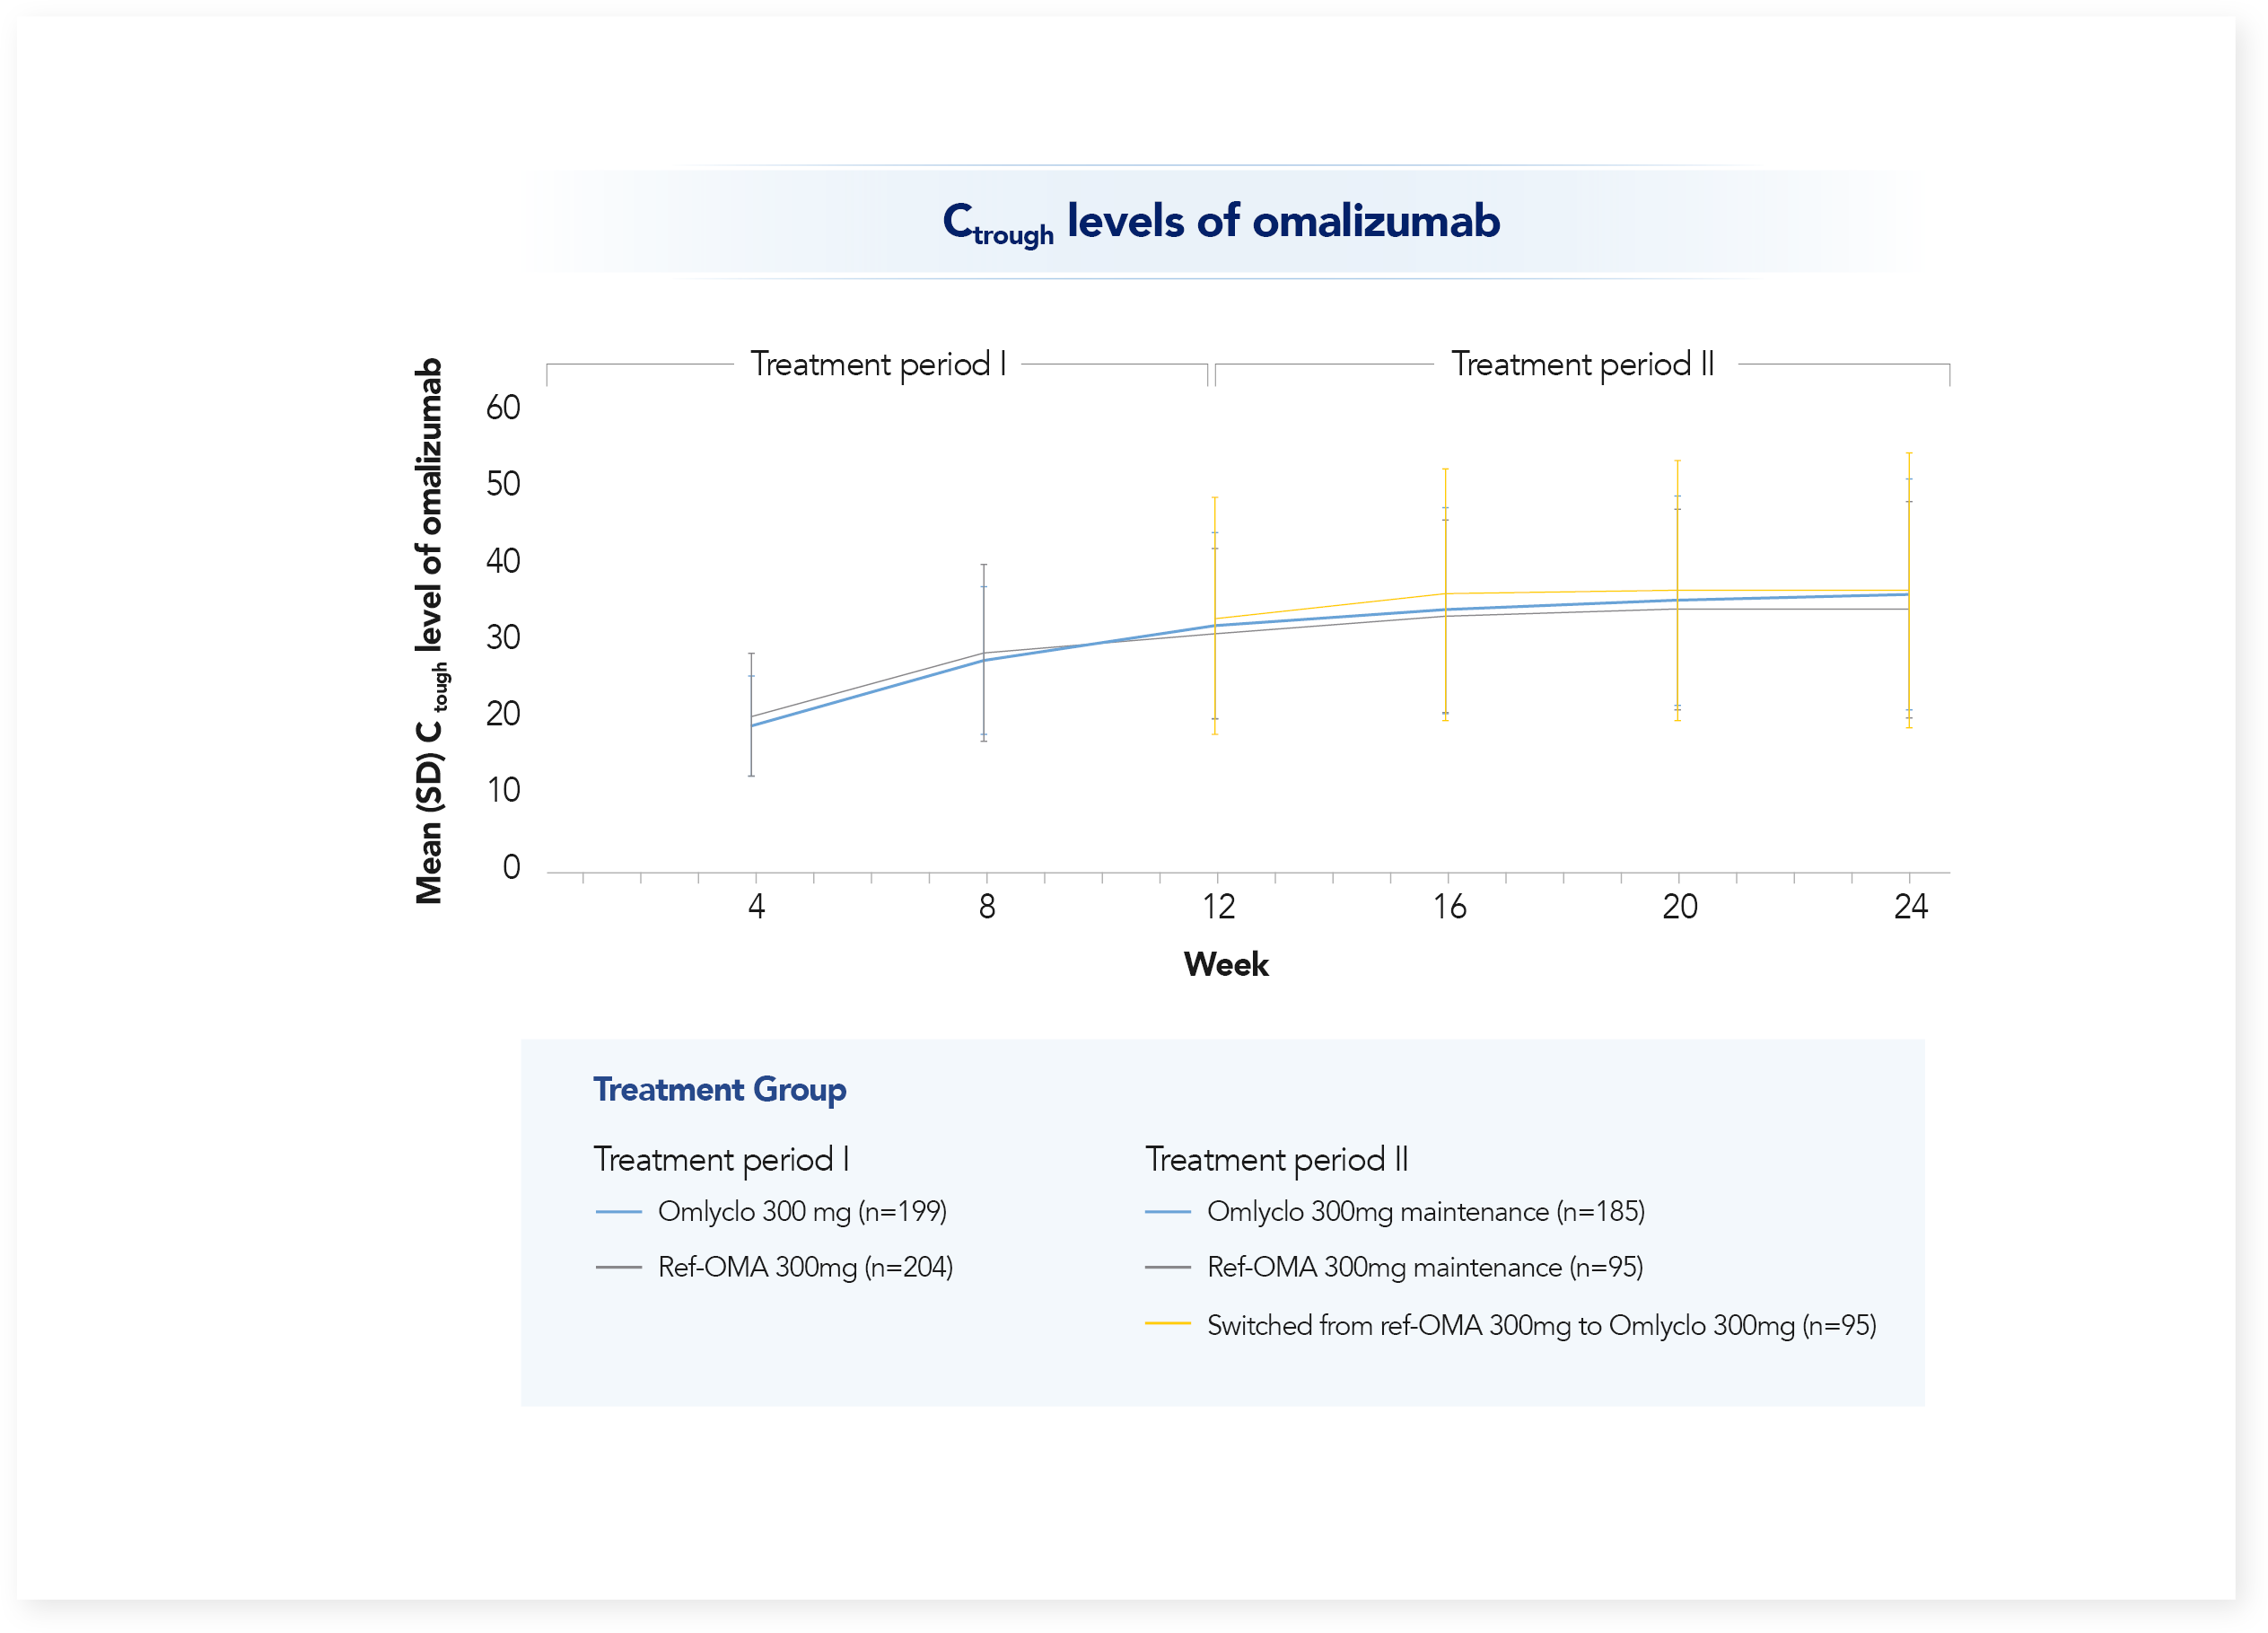 Ctrough levels of omalizumab
Treatment period I
Treatment period II
Mean (SD) C tough level of omalizumab
60
50
40
30
20
10
0
4
8
12
16
20
24
Week
Treatment Group
Treatment period I
Omlyclo 300 mg (n=199)
Ref-OMA 300mg (n=204)
Treatment period II
Omlyclo 300mg maintenance (n=185)
Ref-OMA 300mg maintenance (n=95)
Switched from ref-OMA 300mg to Omlyclo 300mg (n=95)